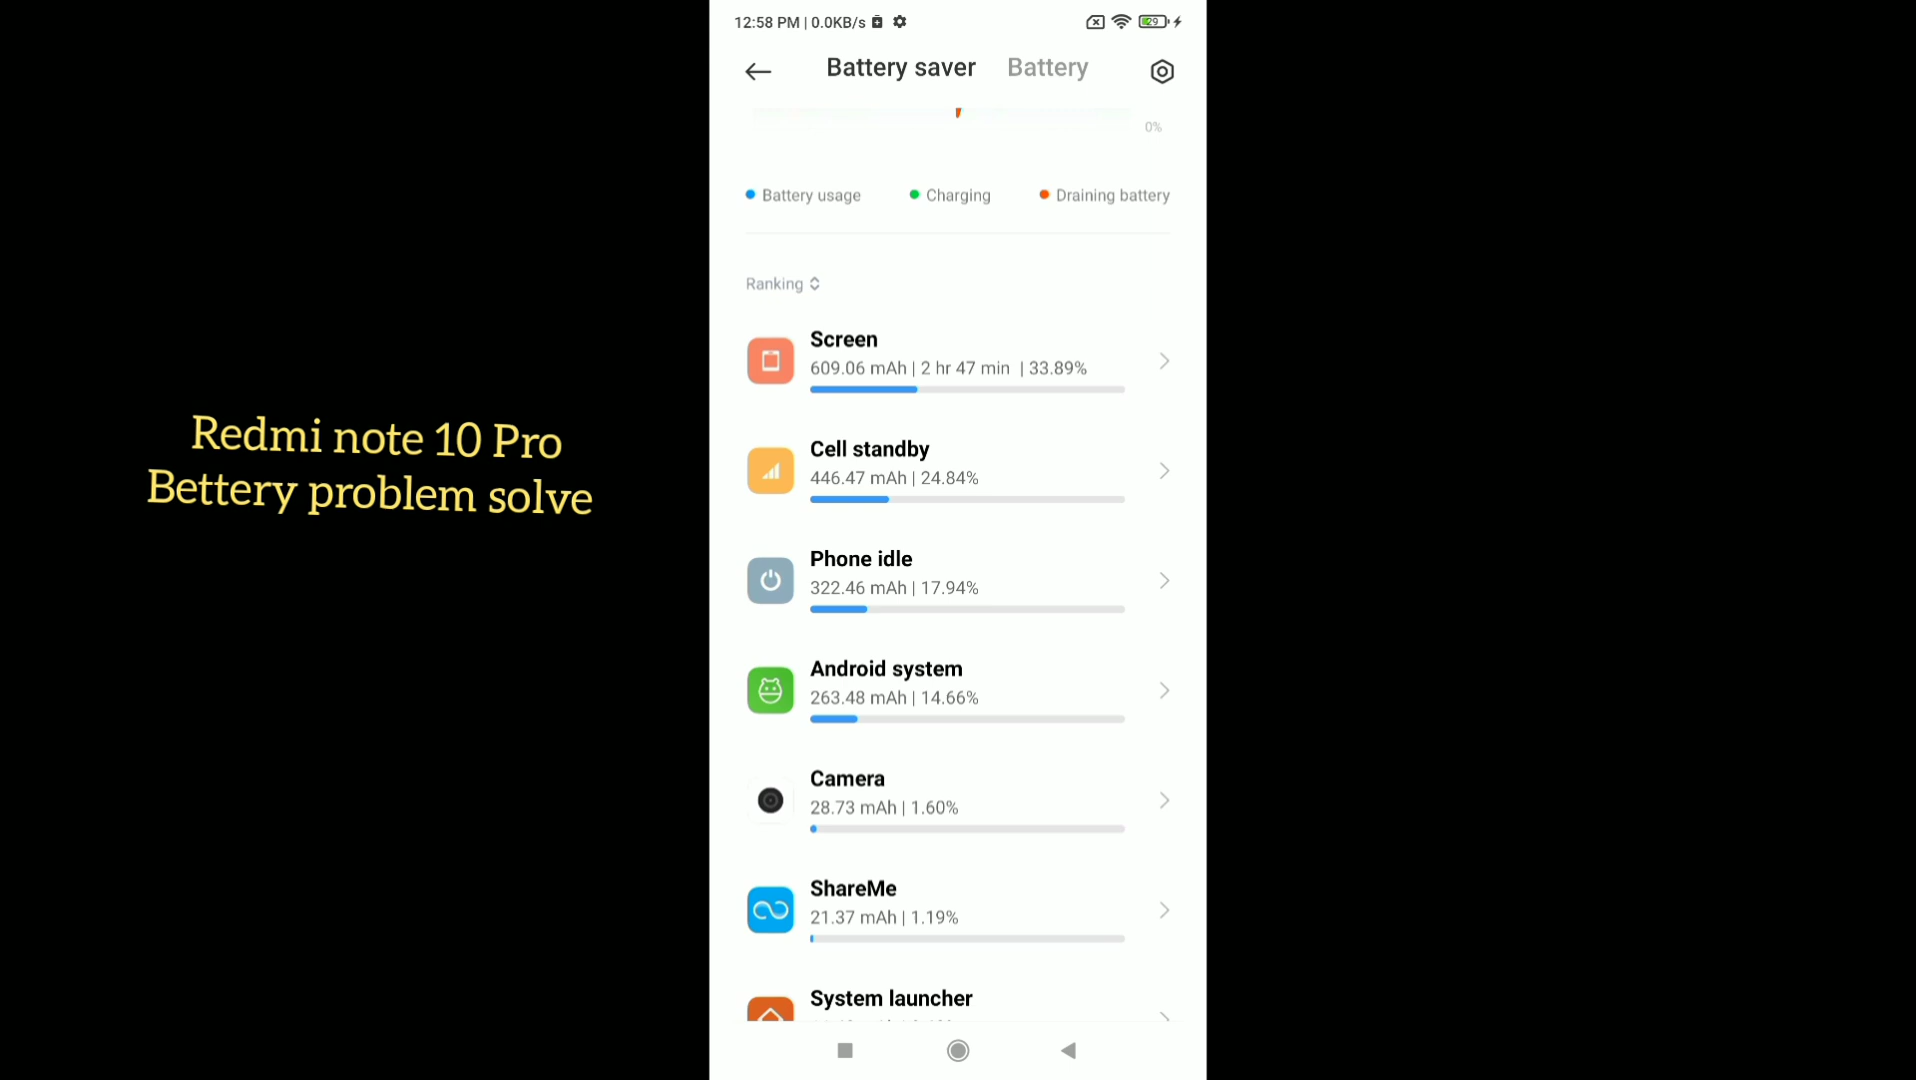 12:58 PM | 0.0KB/s
29
Battery saver
Battery
0%
Battery usage
Charging
Draining battery
Ranking
Screen
609.06 mAh | 2 hr 47 min | 33.89%
Cell standby
446.47 mAh | 24.84%
Redmi note 10 Pro
Bettery problem solve
Phone idle
322.46 mAh | 17.94%
Android system
263.48 mAh | 14.66%
Camera
28.73 mAh | 1.60%
ShareMe
21.37 mAh | 1.19%
System launcher